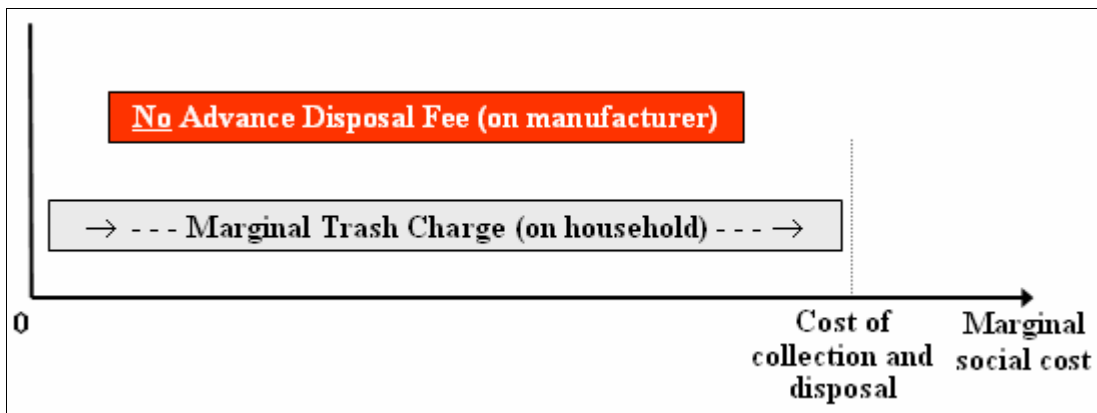 No Advance Disposal Fee (on manufacturer)
→ - - - Marginal Trash Charge (on household) - - - →
0
Cost of
collection and
disposal
Marginal
social cost